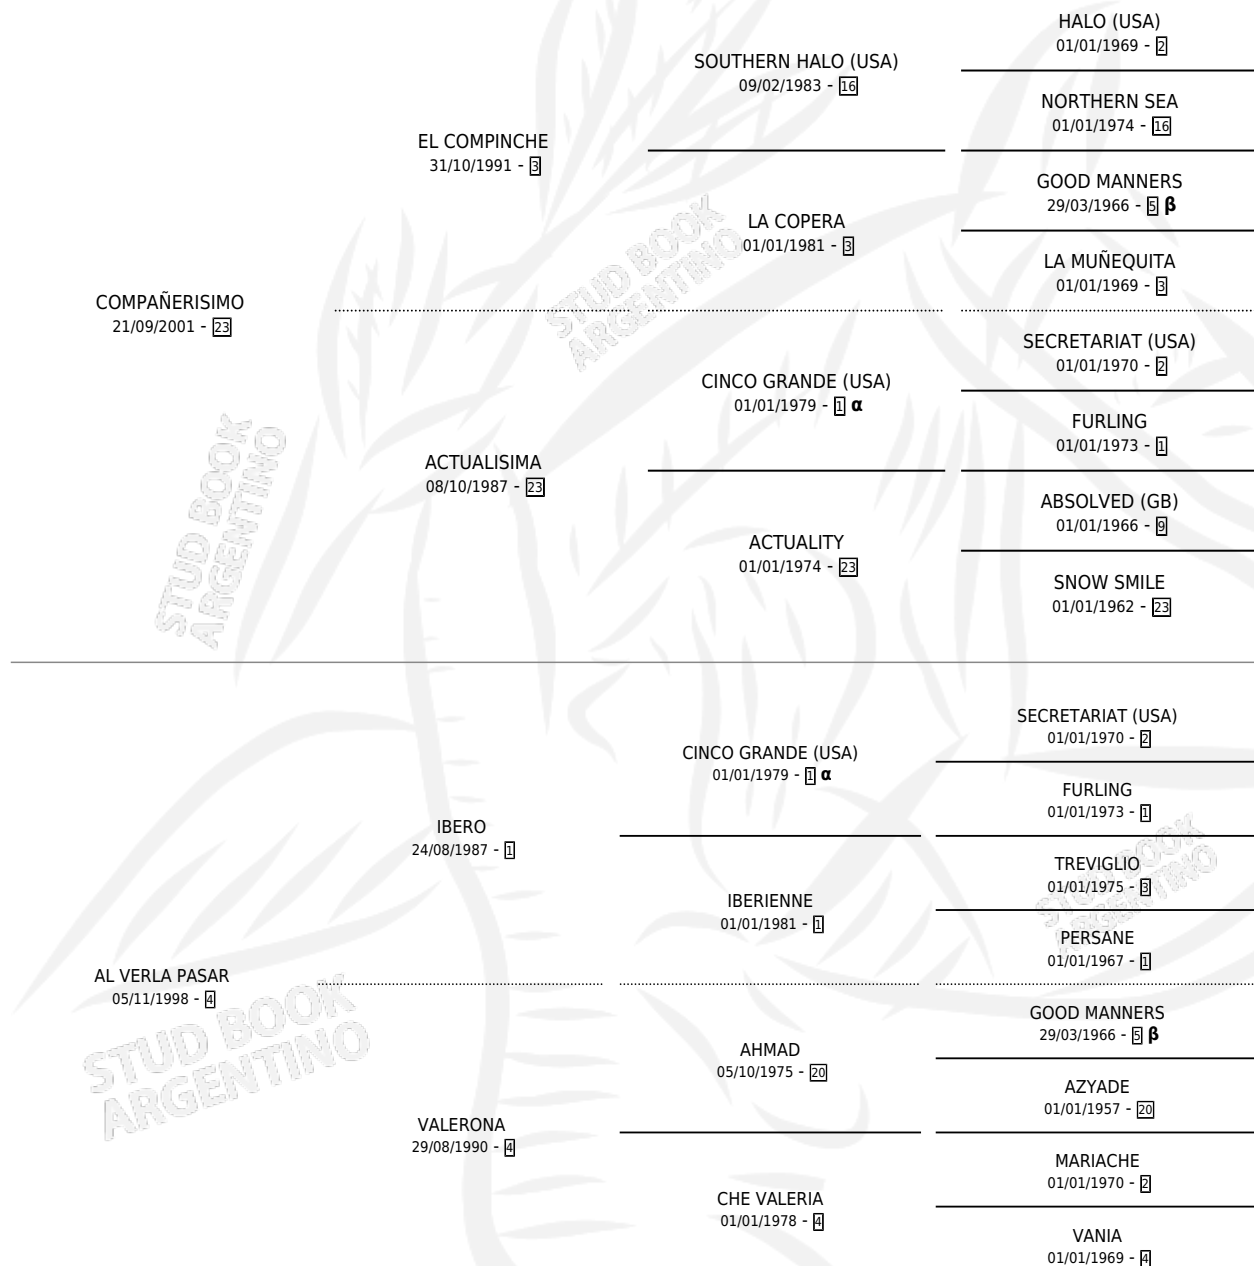 HALO (USA)
01/01/1969 - 2
SOUTHERN HALO (USA)
09/02/1983 - 16
NORTHERN SEA
01/01/1974 - 16
EL COMPINCHE
31/10/1991 - 3
GOOD MANNERS
29/03/1966 - 5 β
LA COPERA
01/01/1981 - 3
LA MUÑEQUITA
01/01/1969 - 3
COMPAÑERISIMO
21/09/2001 - 23
SECRETARIAT (USA)
01/01/1970 - 2
CINCO GRANDE (USA)
01/01/1979 - 1 α
FURLING
01/01/1973 - 1
ACTUALISIMA
08/10/1987 - 23
ABSOLVED (GB)
01/01/1966 - 9
ACTUALITY
01/01/1974 - 23
SNOW SMILE
01/01/1962 - 23
SECRETARIAT (USA)
01/01/1970 - 2
CINCO GRANDE (USA)
01/01/1979 - 1 α
FURLING
01/01/1973 - 1
IBERO
24/08/1987 - 1
TREVIGLIO
01/01/1975 - 3
IBERIENNE
01/01/1981 - 1
PERSANE
01/01/1967 - 1
AL VERLA PASAR
05/11/1998 - 4
GOOD MANNERS
29/03/1966 - 5 β
AHMAD
05/10/1975 - 20
AZYADE
01/01/1957 - 20
VALERONA
29/08/1990 - 4
MARIACHE
01/01/1970 - 2
CHE VALERIA
01/01/1978 - 4
VANIA
01/01/1969 - 4
STUD BOOK
ARGENTINO
STUD BOOK
ARGENTINO
STUD BOOK
ARGENTINO
STUD BOOK
ARGENTINO